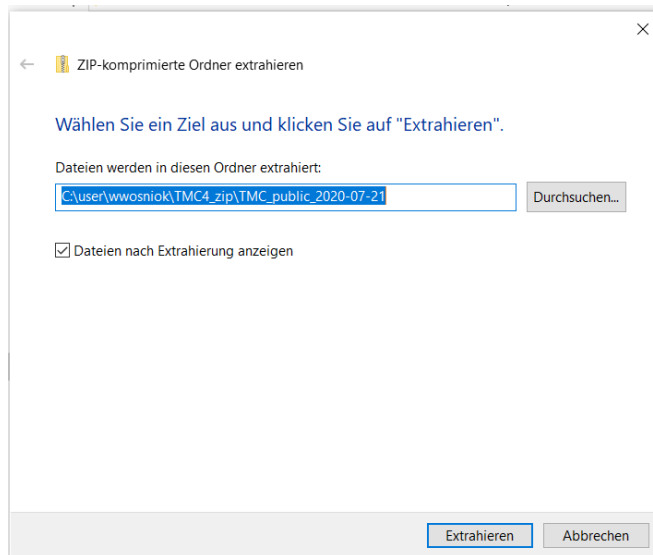 ZIP-komprimierte Ordner extrahieren
Wählen Sie ein Ziel aus und klicken Sie auf "Extrahieren".
Dateien werden in diesen Ordner extrahiert:
C:\user\wwosniok\TMC4_zip\TMC_public_2020-07-21
Durchsuchen...
Dateien nach Extrahierung anzeigen
Extrahieren
Abbrechen